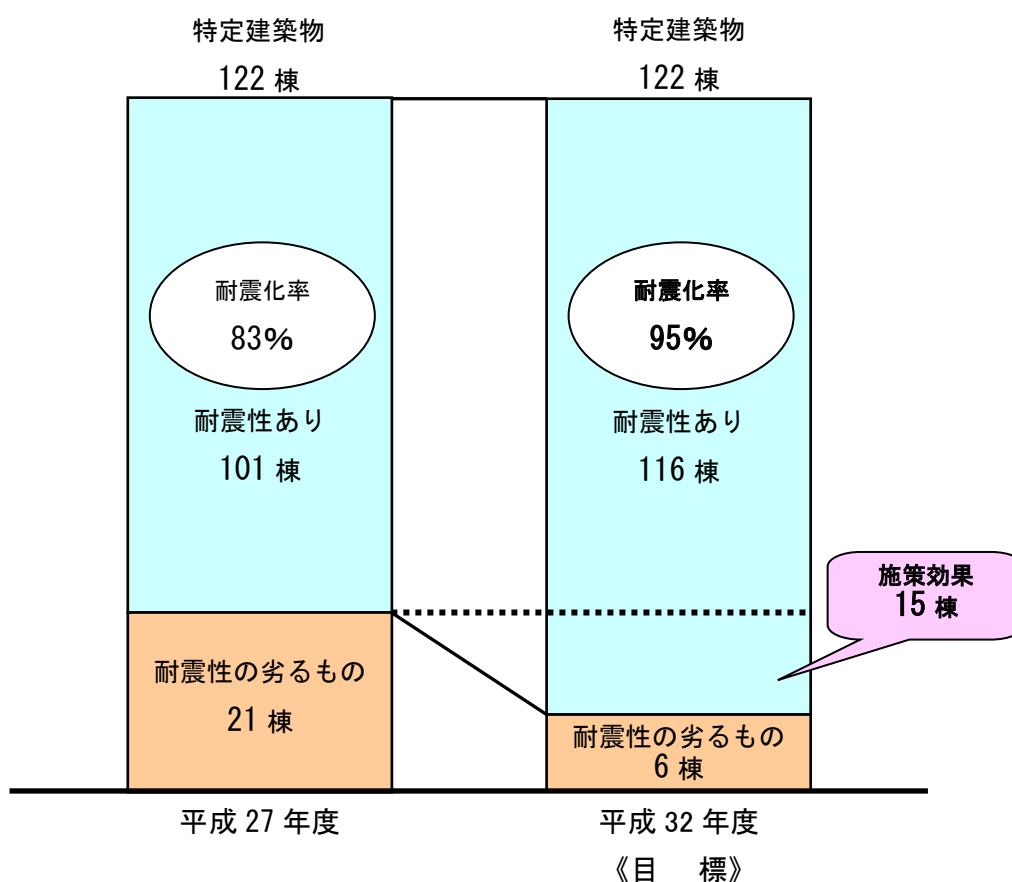 特定建築物
122 棟
特定建築物
122 棟
耐震化率
83%
耐震化率
95%
耐震性あり
101 棟
耐震性あり
116 棟
施策効果
15 棟
耐震性の劣るもの
21 棟
耐震性の劣るもの
6 棟
平成 27 年度
平成 32 年度
《目　標》